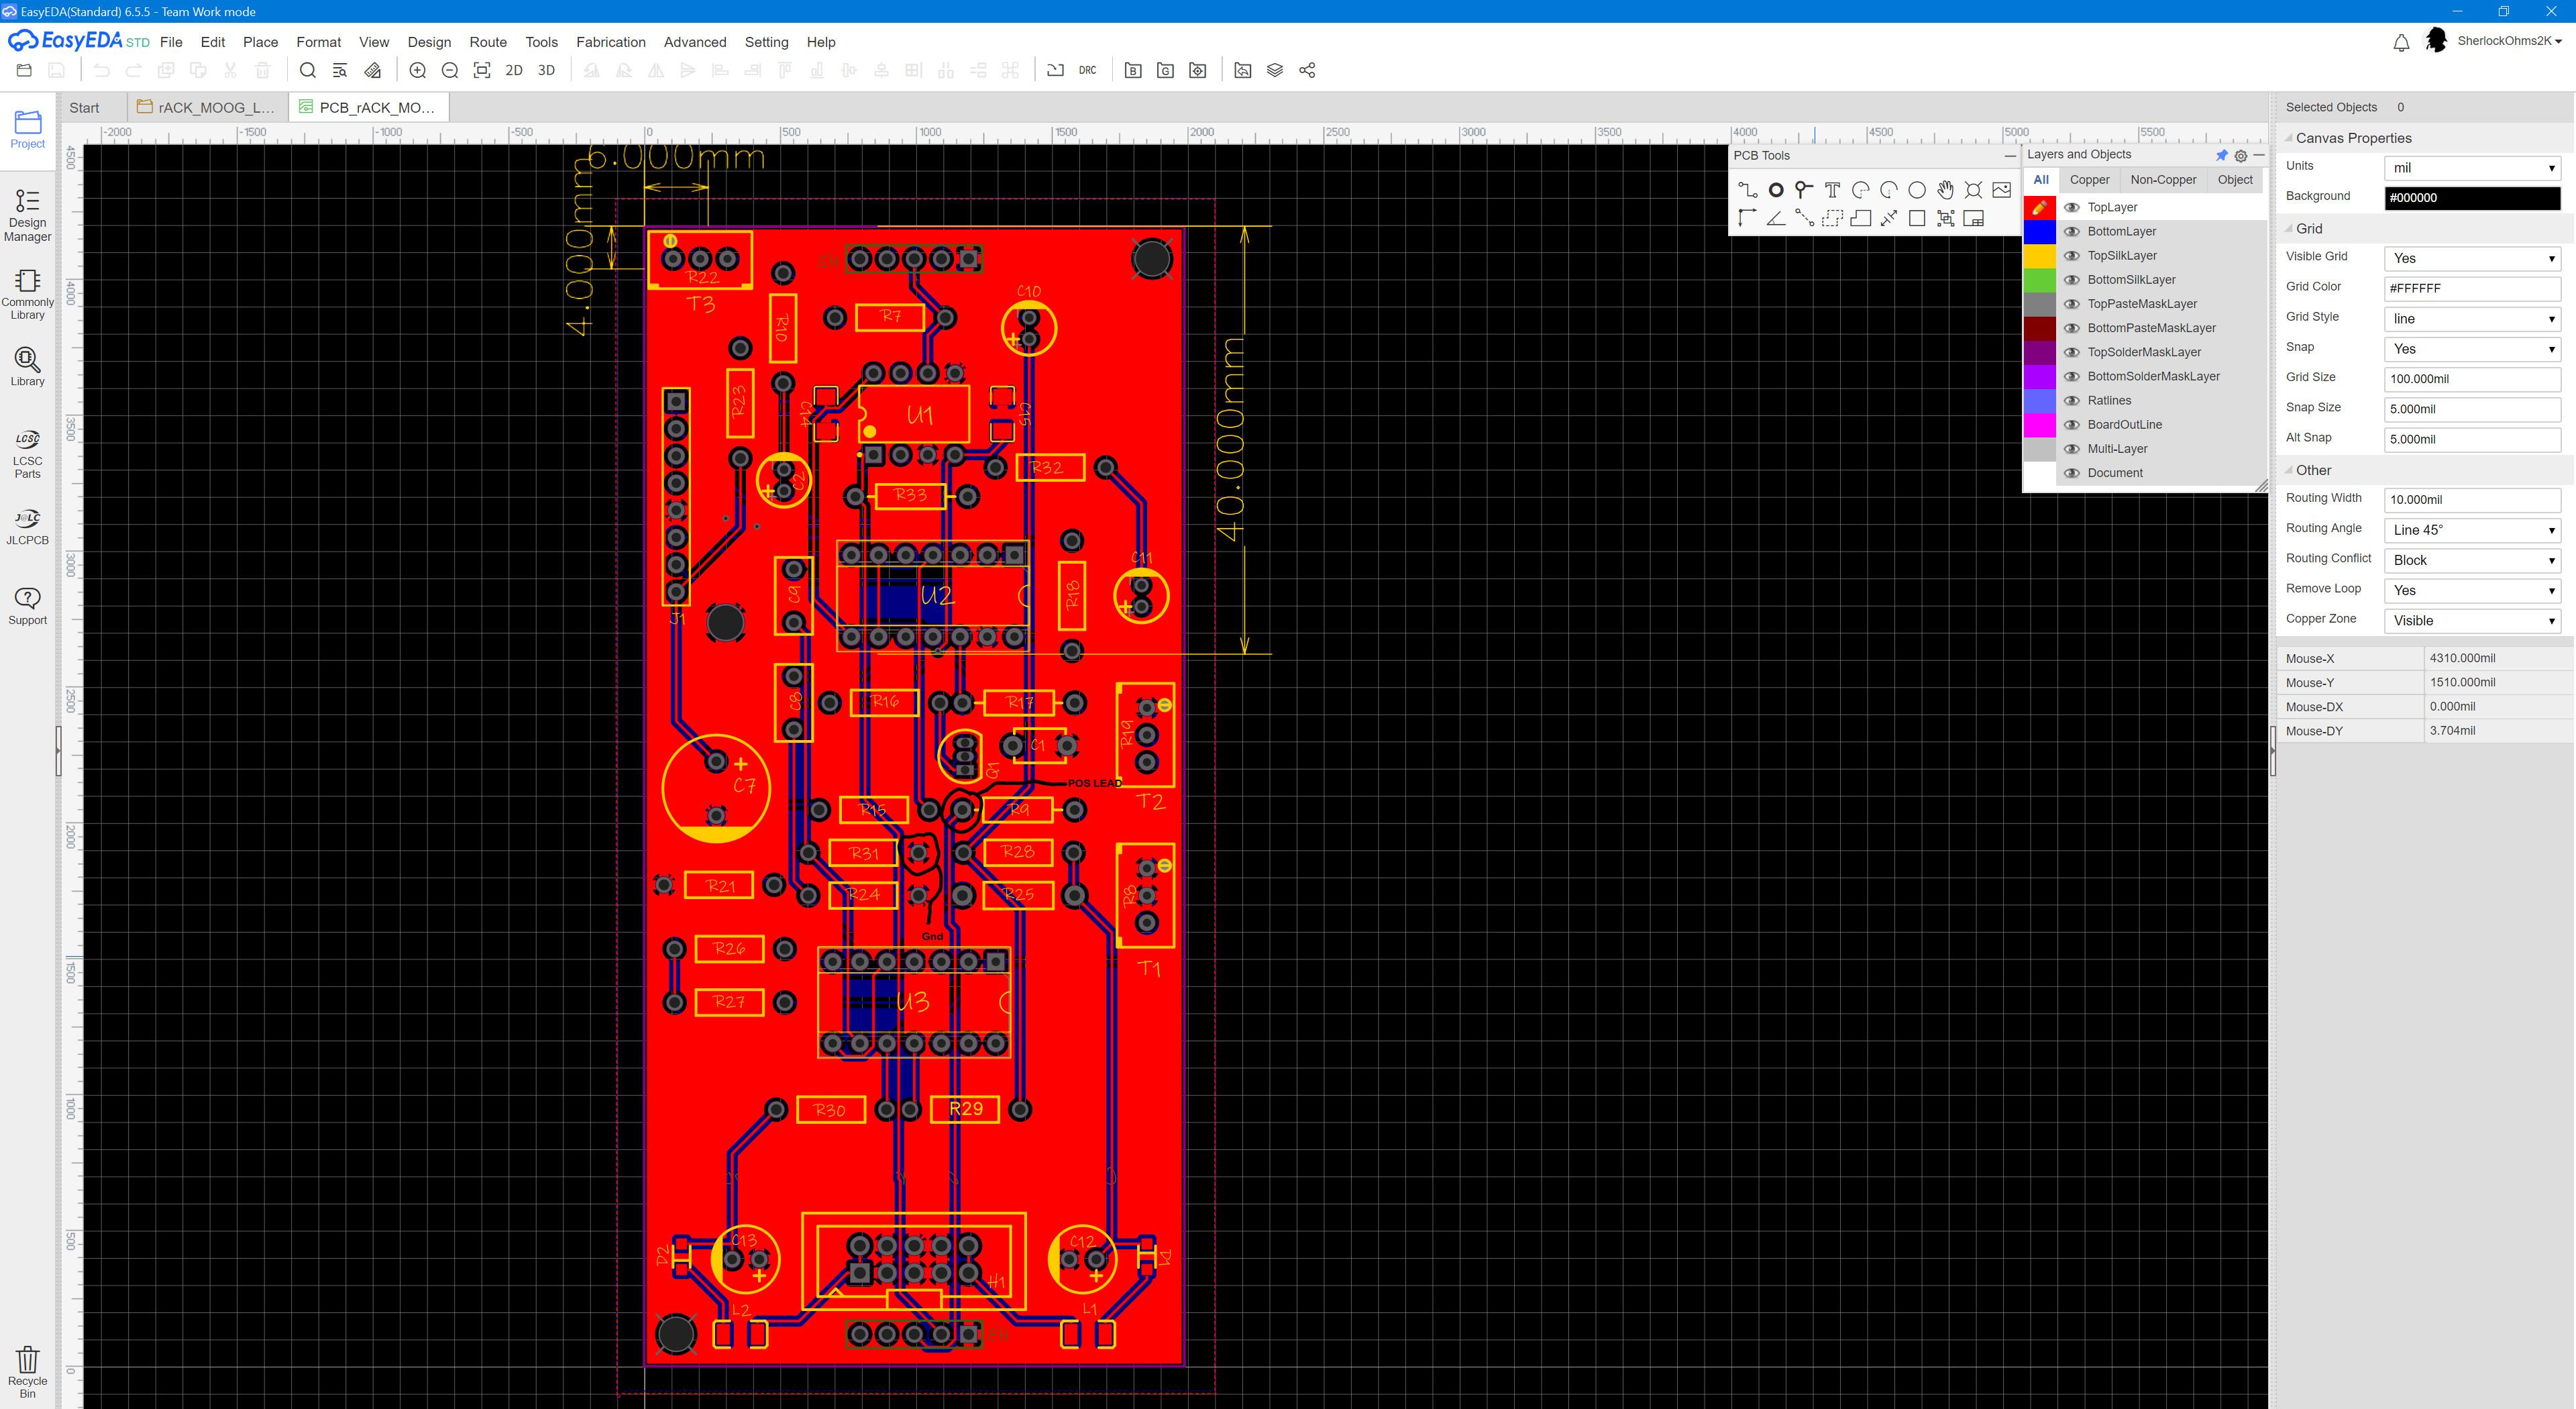 EasyEDA(Standard) 6.5.5 - Team Work mode
EasyEDA STD File Edit Place Format View Design Route Tools Fabrication Advanced Setting Help
SherlockOhms2K
2D 3D DRC
Start rACK_MOOG_L... PCB_rACK_MO...
Project
Design
Manager
Commonly
Library
Library
LCSC
LCSC
Parts
J@LC
JLCPCB
Support
Recycle
Bin
-2000 -1500 -1000 -500 0 500 1000 1500 2000 2500 3000 3500 4000 4500 5000 5500
4500
4000
3500
3000
2500
2000
1500
1000
500
0
4.000mm
40.000mm
R22
T3
R10
R7
C10
R23
C14
U1
C15
C2
R33
R32
J1
C9
U2
R18
C11
C8
R16
R17
R19
C7
Q1
C1
POS LEAD
T2
R15
R9
R31
R28
R21
R24
R25
R8
Gnd
T1
R26
R27
U3
R30
R29
D2
C13
C12
D1
H1
L2
L1
PCB Tools
Layers and Objects
All Copper Non-Copper Object
TopLayer
BottomLayer
TopSilkLayer
BottomSilkLayer
TopPasteMaskLayer
BottomPasteMaskLayer
TopSolderMaskLayer
BottomSolderMaskLayer
Ratlines
BoardOutLine
Multi-Layer
Document
Selected Objects 0
Canvas Properties
Units mil
Background #000000
Grid
Visible Grid Yes
Grid Color #FFFFFF
Grid Style line
Snap Yes
Grid Size 100.000mil
Snap Size 5.000mil
Alt Snap 5.000mil
Other
Routing Width 10.000mil
Routing Angle Line 45°
Routing Conflict Block
Remove Loop Yes
Copper Zone Visible
Mouse-X 4310.000mil
Mouse-Y 1510.000mil
Mouse-DX 0.000mil
Mouse-DY 3.704mil